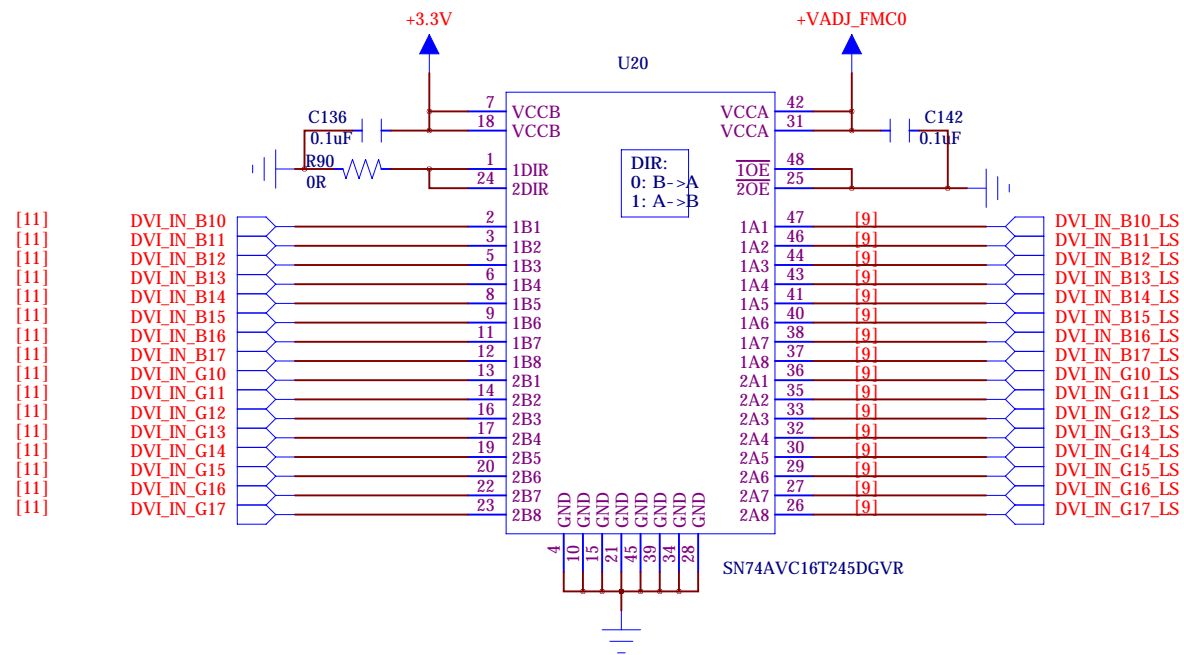 +3.3V +VADJ_FMC0
U20
7 VCCB VCCA 42
C136 18 VCCB VCCA 31 C142
0.1uF 0.1uF
R90 1 1DIR DIR: 1OE 48
0R 24 2DIR 0: B->A 2OE 25
1: A->B
[11] DVI_IN_B10 2 1B1 1A1 47 [9] DVI_IN_B10_LS
[11] DVI_IN_B11 3 1B2 1A2 46 [9] DVI_IN_B11_LS
[11] DVI_IN_B12 5 1B3 1A3 44 [9] DVI_IN_B12_LS
[11] DVI_IN_B13 6 1B4 1A4 43 [9] DVI_IN_B13_LS
[11] DVI_IN_B14 8 1B5 1A5 41 [9] DVI_IN_B14_LS
[11] DVI_IN_B15 9 1B6 1A6 40 [9] DVI_IN_B15_LS
[11] DVI_IN_B16 11 1B7 1A7 38 [9] DVI_IN_B16_LS
[11] DVI_IN_B17 12 1B8 1A8 37 [9] DVI_IN_B17_LS
[11] DVI_IN_G10 13 2B1 2A1 36 [9] DVI_IN_G10_LS
[11] DVI_IN_G11 14 2B2 2A2 35 [9] DVI_IN_G11_LS
[11] DVI_IN_G12 16 2B3 2A3 33 [9] DVI_IN_G12_LS
[11] DVI_IN_G13 17 2B4 2A4 32 [9] DVI_IN_G13_LS
[11] DVI_IN_G14 19 2B5 2A5 30 [9] DVI_IN_G14_LS
[11] DVI_IN_G15 20 2B6 2A6 29 [9] DVI_IN_G15_LS
[11] DVI_IN_G16 22 2B7 2A7 27 [9] DVI_IN_G16_LS
[11] DVI_IN_G17 23 2B8 2A8 26 [9] DVI_IN_G17_LS
GND GND GND GND GND GND GND GND
4 10 15 21 45 39 34 28
SN74AVC16T245DGVR